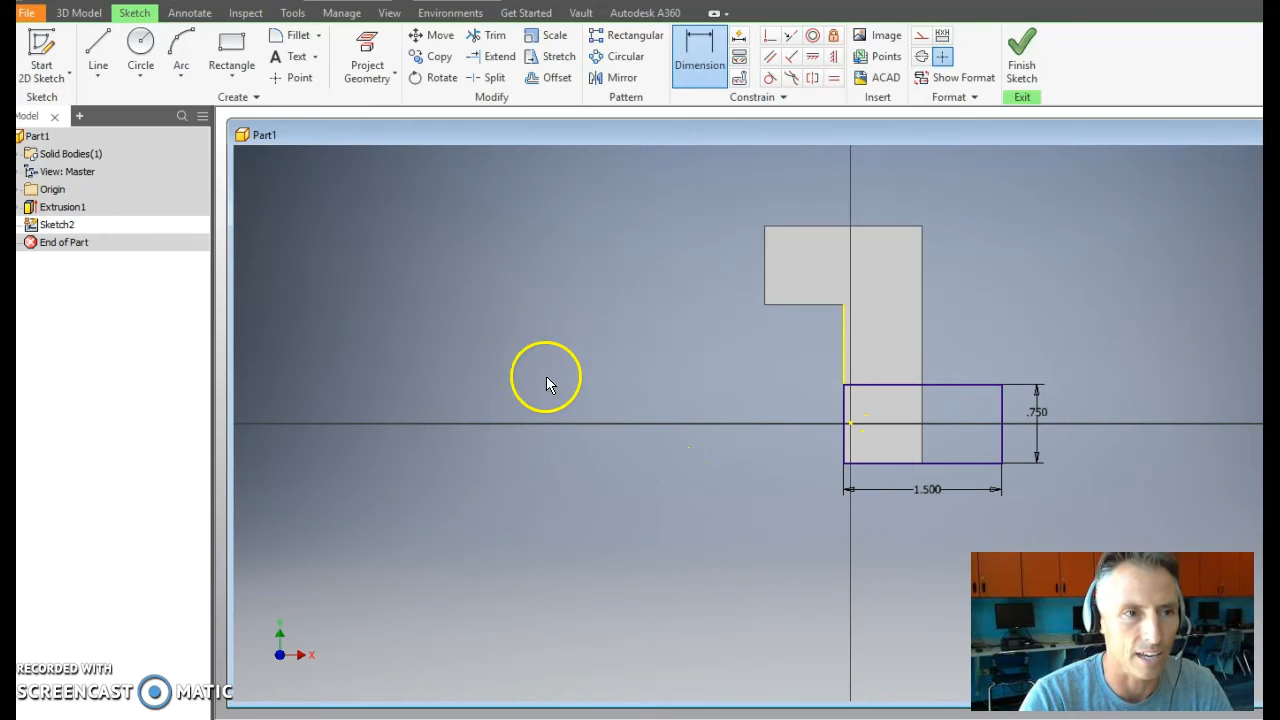 File 3D Model Sketch Annotate Inspect Tools Manage View Environments Get Started Vault Autodesk A360
Start
2D Sketch
Line
Circle
Arc
Rectangle
Fillet
Text
Point
Project
Geometry
Move
Copy
Rotate
Trim
Extend
Split
Scale
Stretch
Offset
Rectangular
Circular
Mirror
Dimension
Image
Points
ACAD
Show Format
Finish
Sketch
Sketch Create Modify Pattern Constrain Insert Format Exit
Model
Part1
Solid Bodies(1)
View: Master
Origin
Extrusion1
Sketch2
End of Part
Part1
.750
1.500
Y
X
RECORDED WITH
SCREENCAST MATIC